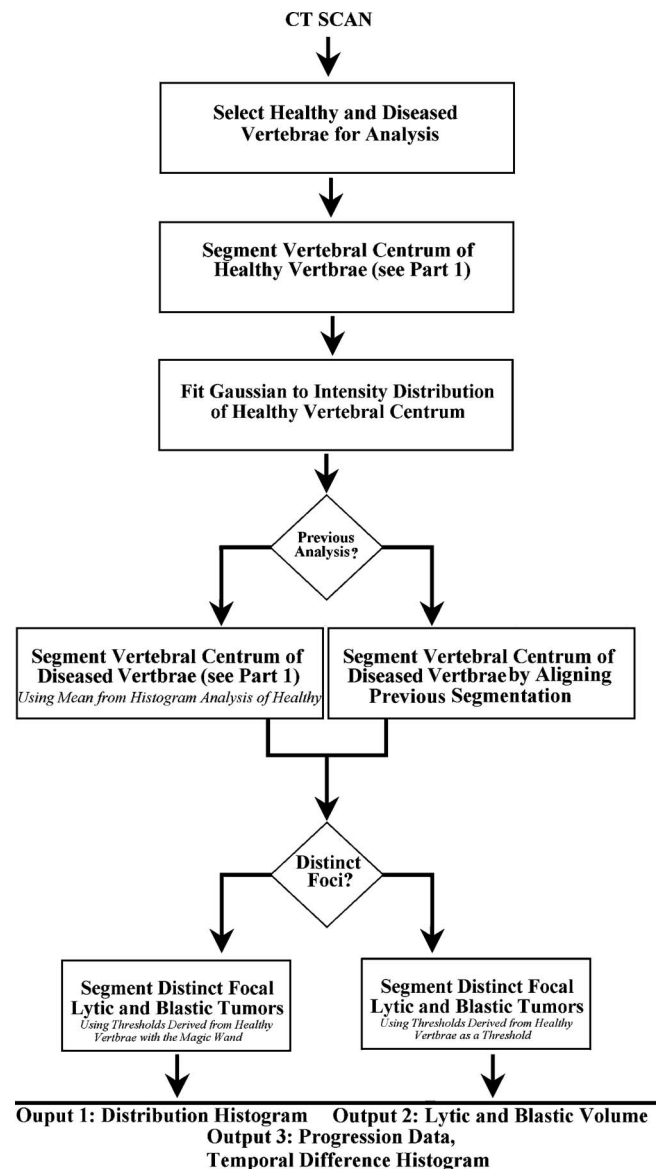 CT SCAN
Select Healthy and Diseased
Vertebrae for Analysis
Segment Vertebral Centrum of
Healthy Vertbrae (see Part 1)
Fit Gaussian to Intensity Distribution
of Healthy Vertebral Centrum
Previous
Analysis?
Segment Vertebral Centrum of
Diseased Vertbrae (see Part 1)
Using Mean from Histogram Analysis of Healthy
Segment Vertebral Centrum of
Diseased Vertbrae by Aligning
Previous Segmentation
Distinct
Foci?
Segment Distinct Focal
Lytic and Blastic Tumors
Using Thresholds Derived from Healthy
Vertbrae with the Magic Wand
Segment Distinct Focal
Lytic and Blastic Tumors
Using Thresholds Derived from Healthy
Vertbrae as a Threshold
Ouput 1: Distribution Histogram
Output 2: Lytic and Blastic Volume
Output 3: Progression Data,
Temporal Difference Histogram